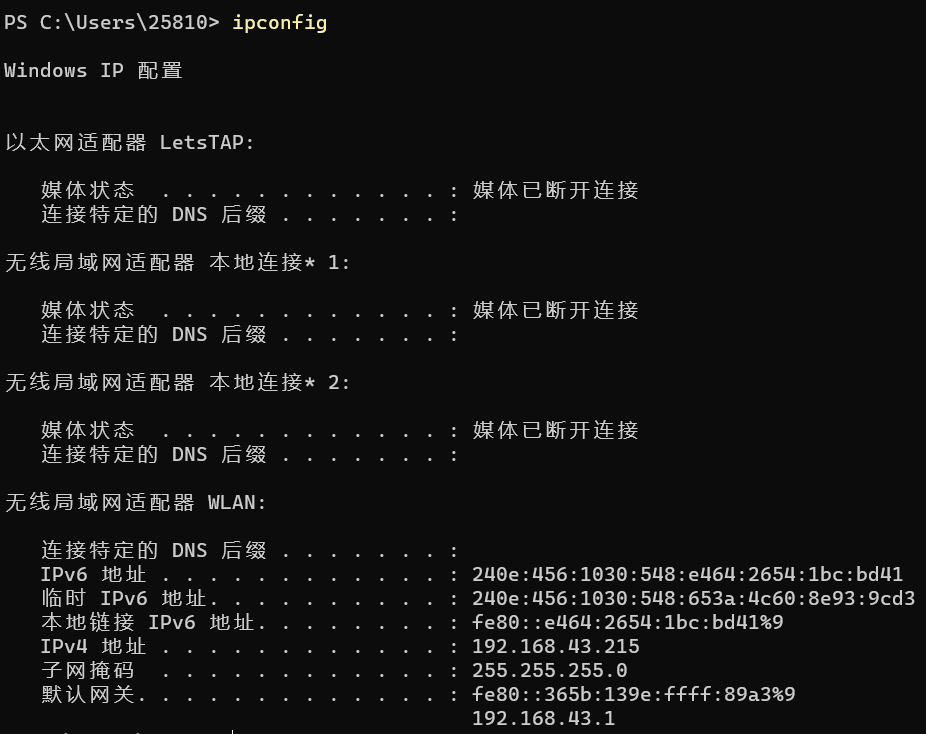 PS C:\Users\25810> ipconfig
Windows IP 配置
以太网适配器 LetsTAP:
媒体状态 . . . . . . . . . . . . : 媒体已断开连接
连接特定的 DNS 后缀 . . . . . . . :
无线局域网适配器 本地连接* 1:
媒体状态 . . . . . . . . . . . . : 媒体已断开连接
连接特定的 DNS 后缀 . . . . . . . :
无线局域网适配器 本地连接* 2:
媒体状态 . . . . . . . . . . . . : 媒体已断开连接
连接特定的 DNS 后缀 . . . . . . . :
无线局域网适配器 WLAN:
连接特定的 DNS 后缀 . . . . . . . :
IPv6 地址 . . . . . . . . . . . . : 240e:456:1030:548:e464:2654:1bc:bd41
临时 IPv6 地址. . . . . . . . . . : 240e:456:1030:548:653a:4c60:8e93:9cd3
本地链接 IPv6 地址. . . . . . . . : fe80::e464:2654:1bc:bd41%9
IPv4 地址 . . . . . . . . . . . . : 192.168.43.215
子网掩码 . . . . . . . . . . . . : 255.255.255.0
默认网关. . . . . . . . . . . . . : fe80::365b:139e:ffff:89a3%9
192.168.43.1